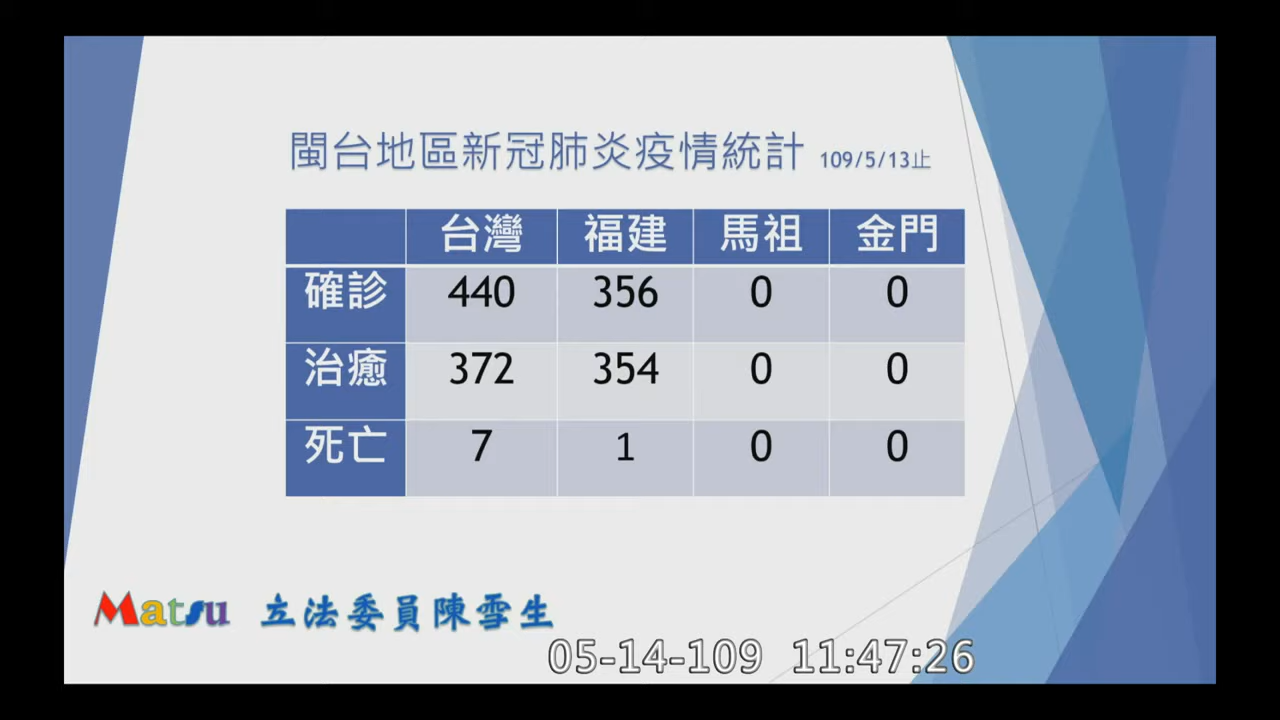 閩台地區新冠肺炎疫情統計 109/5/13止
台灣 福建 馬祖 金門
確診 440 356 0 0
治癒 372 354 0 0
死亡 7 1 0 0
Matsu 立法委員陳雪生
05-14-109 11:47:26